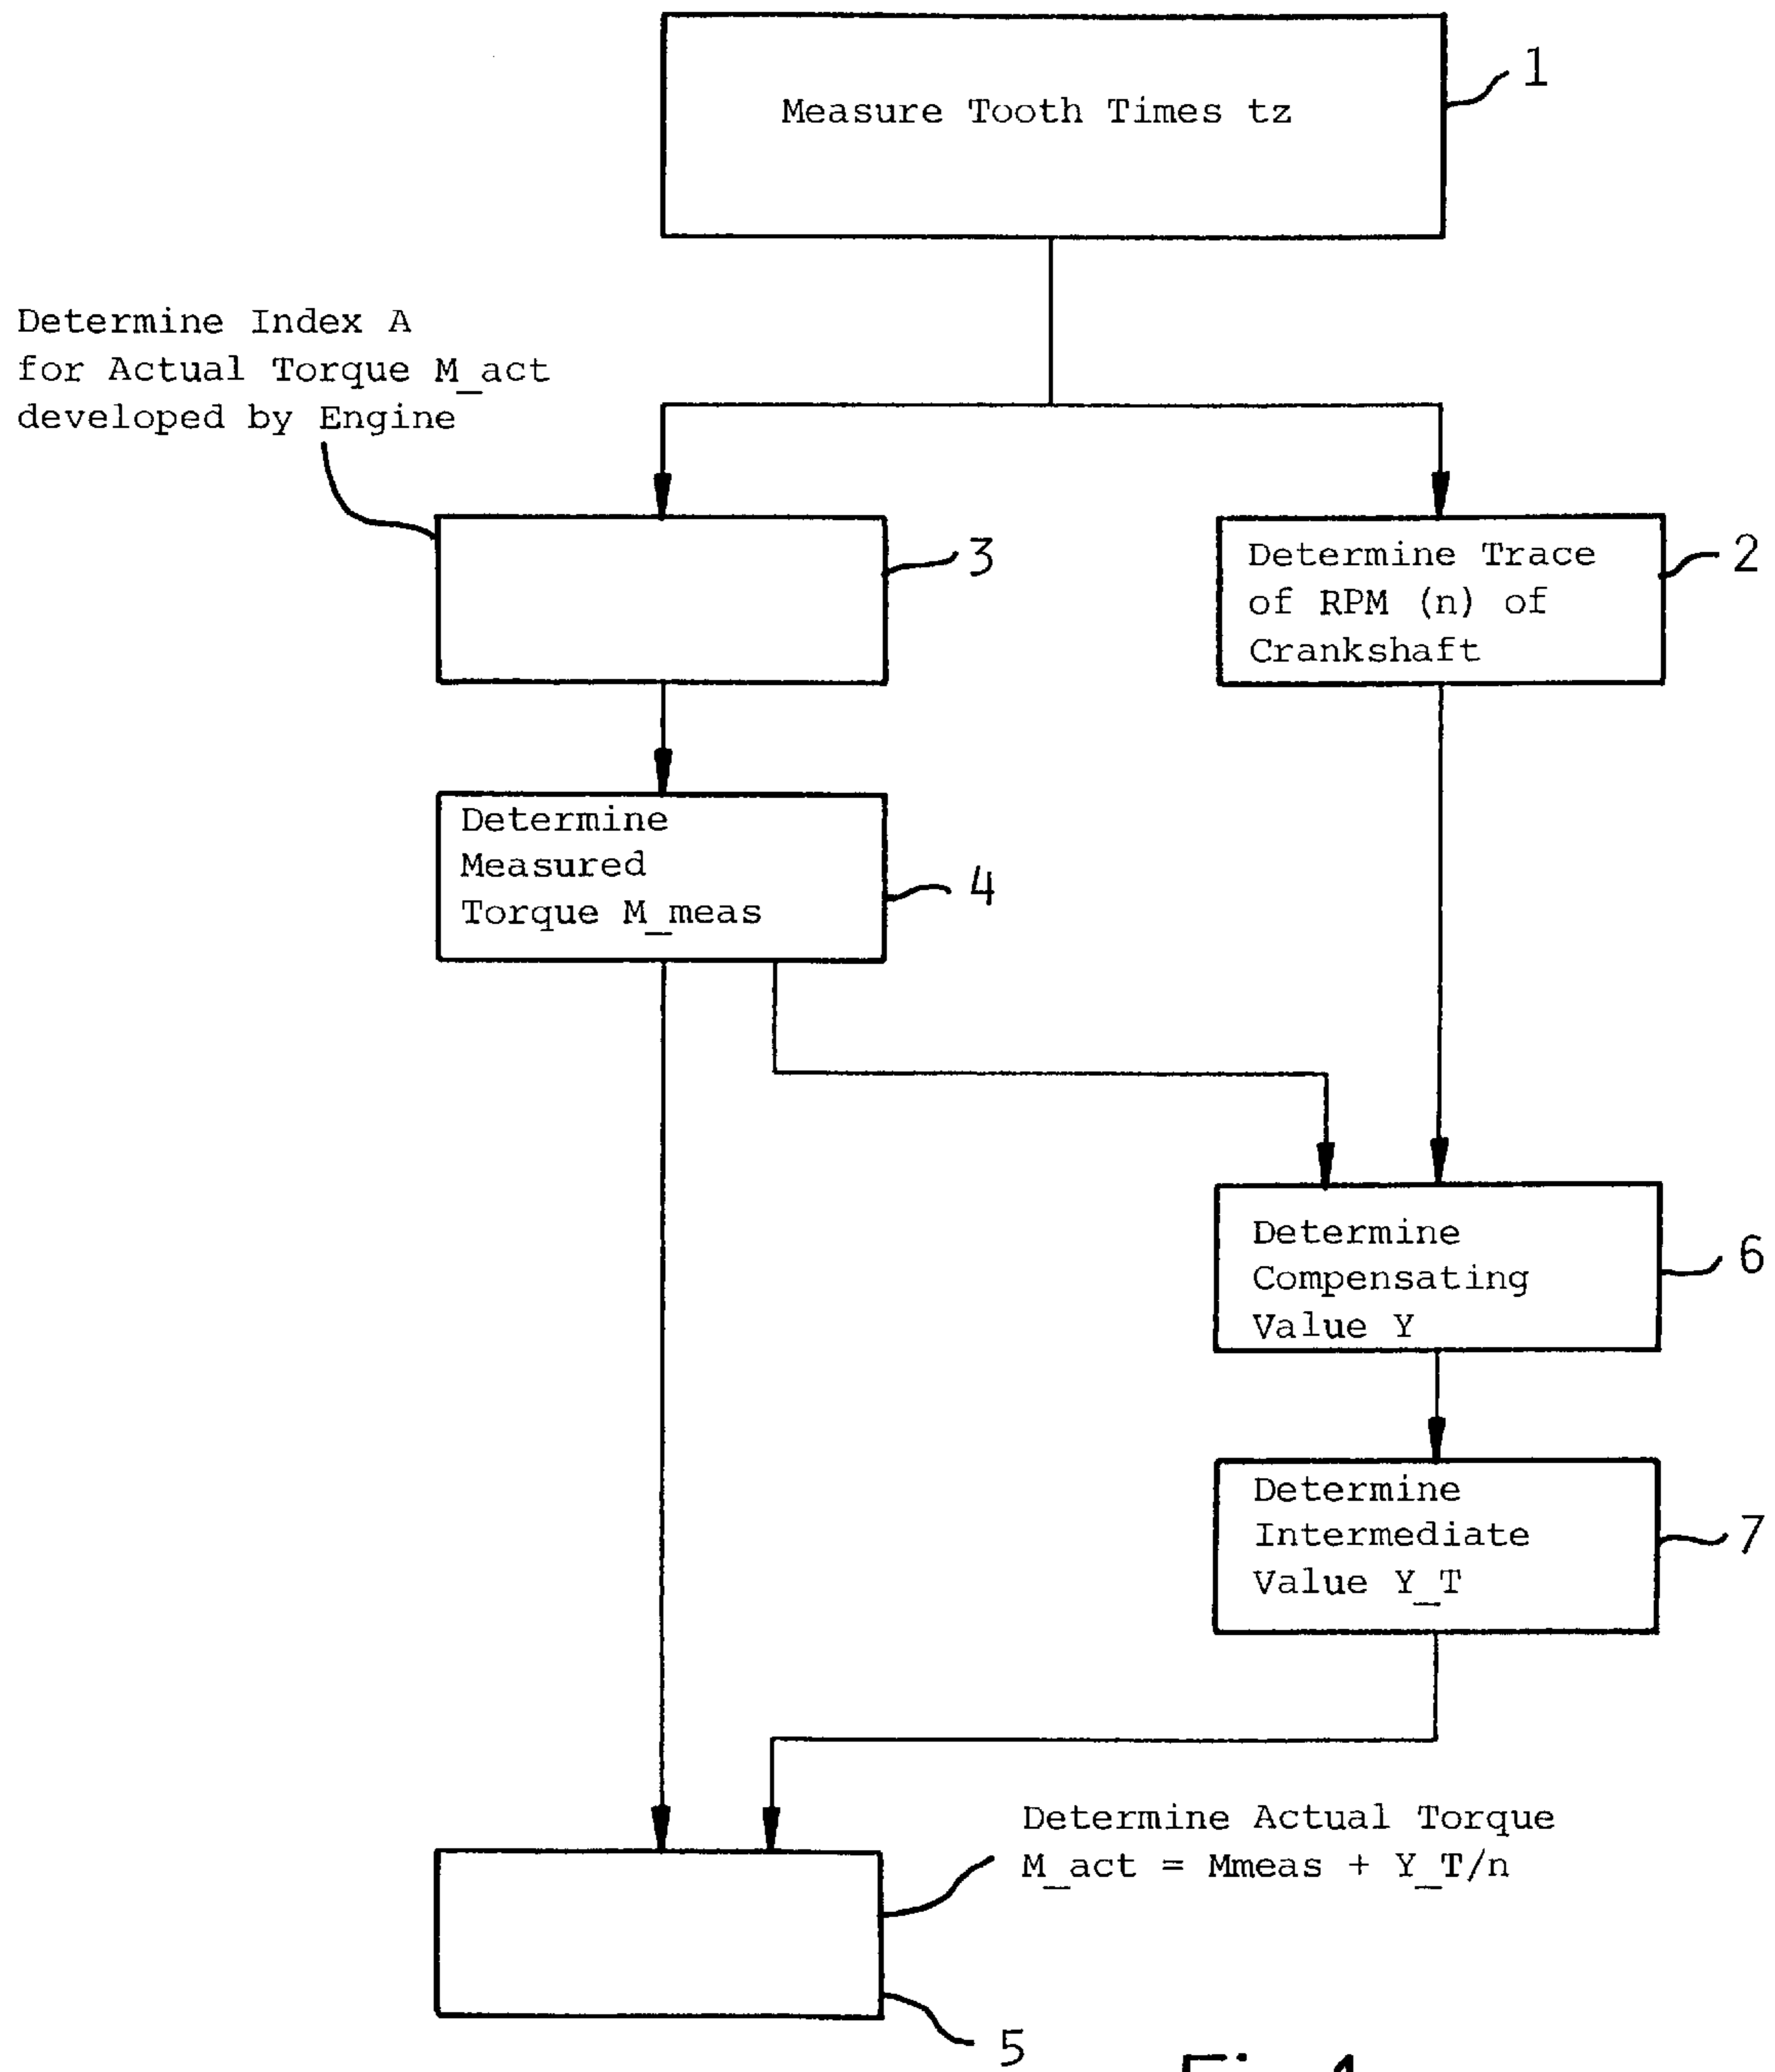 Measure Tooth Times tz
1
Determine Index A
for Actual Torque M_act
developed by Engine
3
Determine Trace
of RPM (n) of
Crankshaft
2
Determine
Measured
Torque M_meas
4
Determine
Compensating
Value Y
6
Determine
Intermediate
Value Y_T
7
Determine Actual Torque
M_act = Mmeas + Y_T/n
5